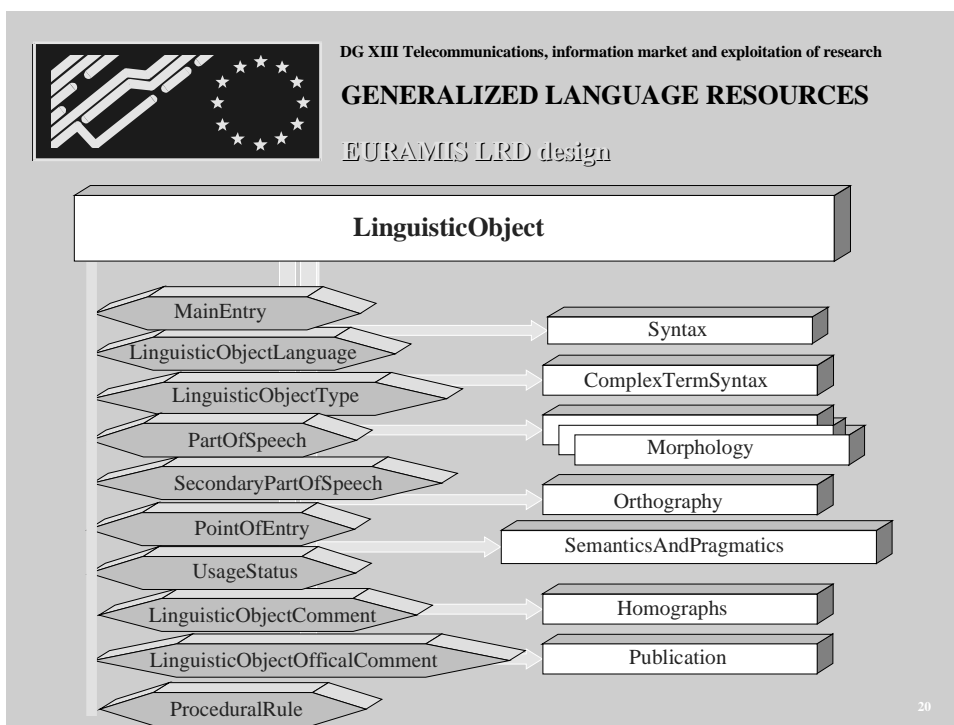 DG XIII Telecommunications, information market and exploitation of research
GENERALIZED LANGUAGE RESOURCES
EURAMIS LRD design
LinguisticObject
MainEntry
LinguisticObjectLanguage
LinguisticObjectType
PartOfSpeech
SecondaryPartOfSpeech
PointOfEntry
UsageStatus
LinguisticObjectComment
LinguisticObjectOfficalComment
ProceduralRule
Syntax
ComplexTermSyntax
Morphology
Orthography
SemanticsAndPragmatics
Homographs
Publication
20